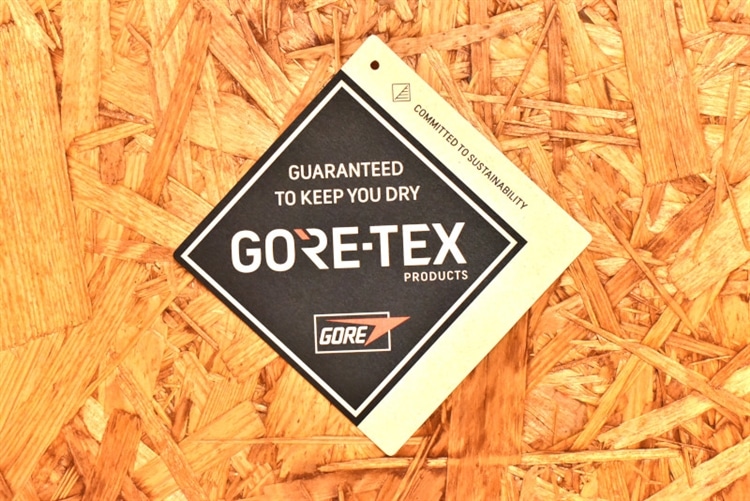 COMMITTED TO SUSTAINABILITY
GUARANTEED
TO KEEP YOU DRY
GORE-TEX
PRODUCTS
GORE